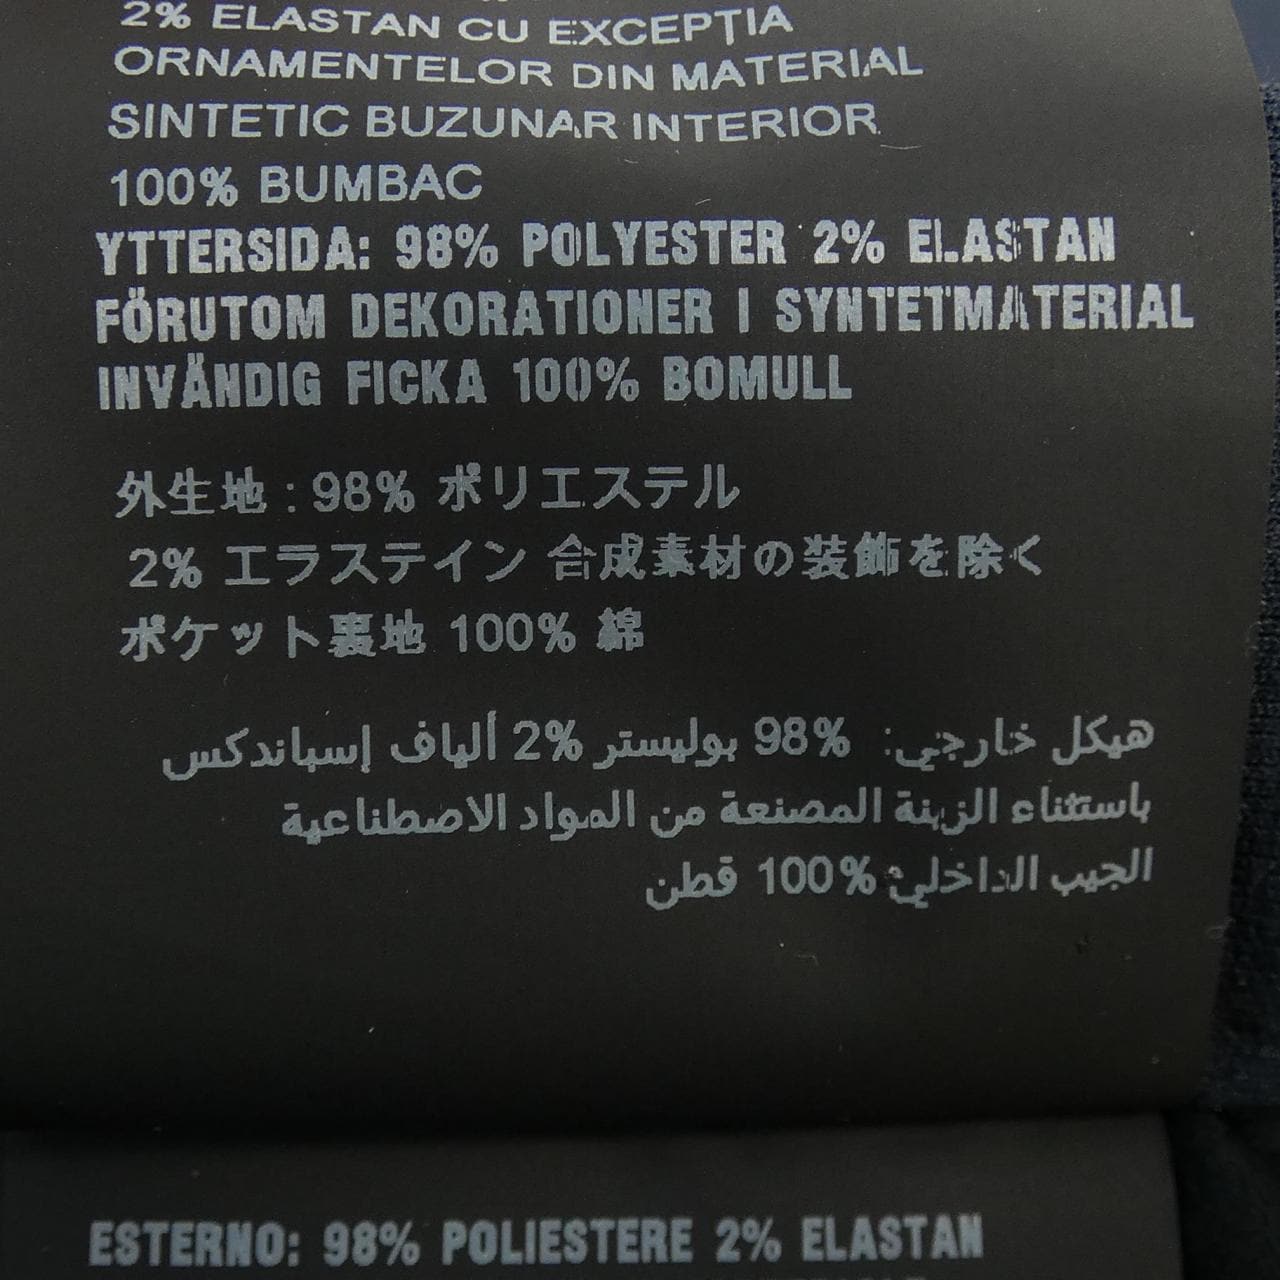 2% ELASTAN CU EXCEPȚIA
ORNAMENTELOR DIN MATERIAL
SINTETIC BUZUNAR INTERIOR
100% BUMBAC
YTTERSIDA: 98% POLYESTER 2% ELASTAN
FÖRUTOM DEKORATIONER I SYNTETMATERIAL
INVÄNDIG FICKA 100% BOMULL
外生地 : 98% ポリエステル
2% エラステイン 合成素材の装飾を除く
ポケット裏地 100% 綿
هيكل خارجي: 98% بوليستر 2% ألياف إسباندكس
باستثناء الزينة المصنعة من المواد الاصطناعية
الجيب الداخلي: 100% قطن
ESTERNO: 98% POLIESTERE 2% ELASTAN